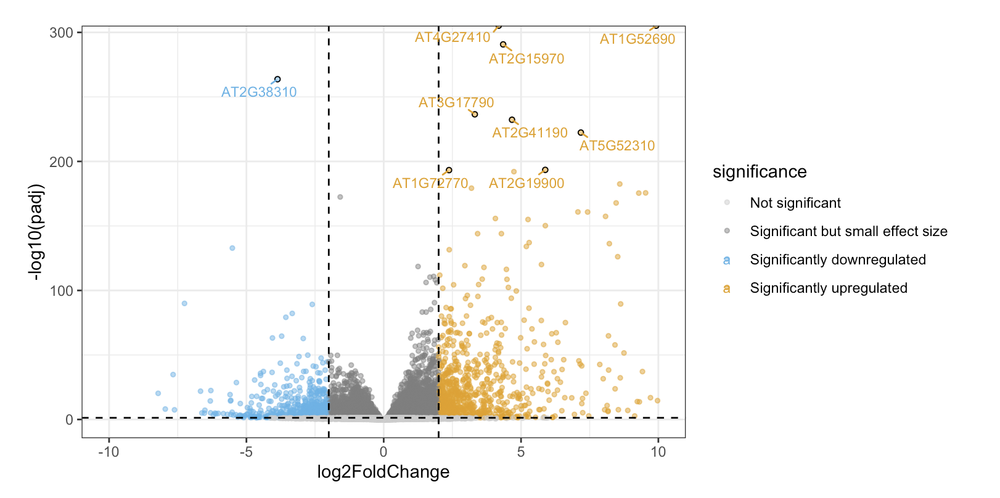 300
AT4G27410
AT1G52690
AT2G15970
AT2G38310
AT3G17790
AT2G41190
AT5G52310
200
AT1G72770
AT2G19900
100
0
-10
-5
0
5
10
log2FoldChange
-log10(padj)
significance
Not significant
Significant but small effect size
a Significantly downregulated
a Significantly upregulated